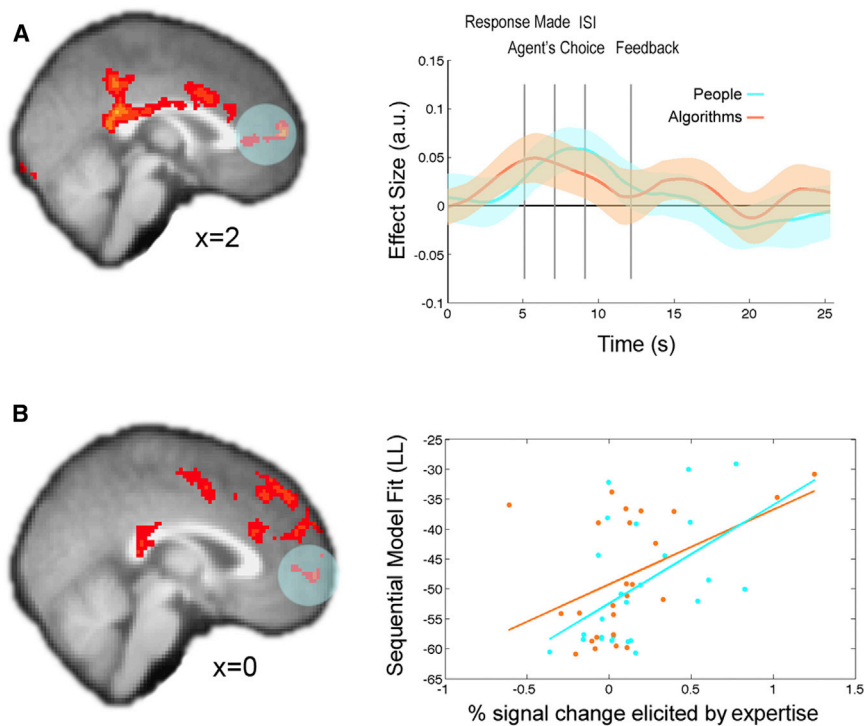 A
x=2
Response Made ISI
Agent's Choice Feedback
0.15
0.10
0.05
0
-0.05
-0.1
Effect Size (a.u.)
People
Algorithms
0 5 10 15 20 25
Time (s)
B
x=0
-25
-30
-35
-40
-45
-50
-55
-60
-65
Sequential Model Fit (LL)
-1 -0.5 0 0.5 1 1.5
% signal change elicited by expertise